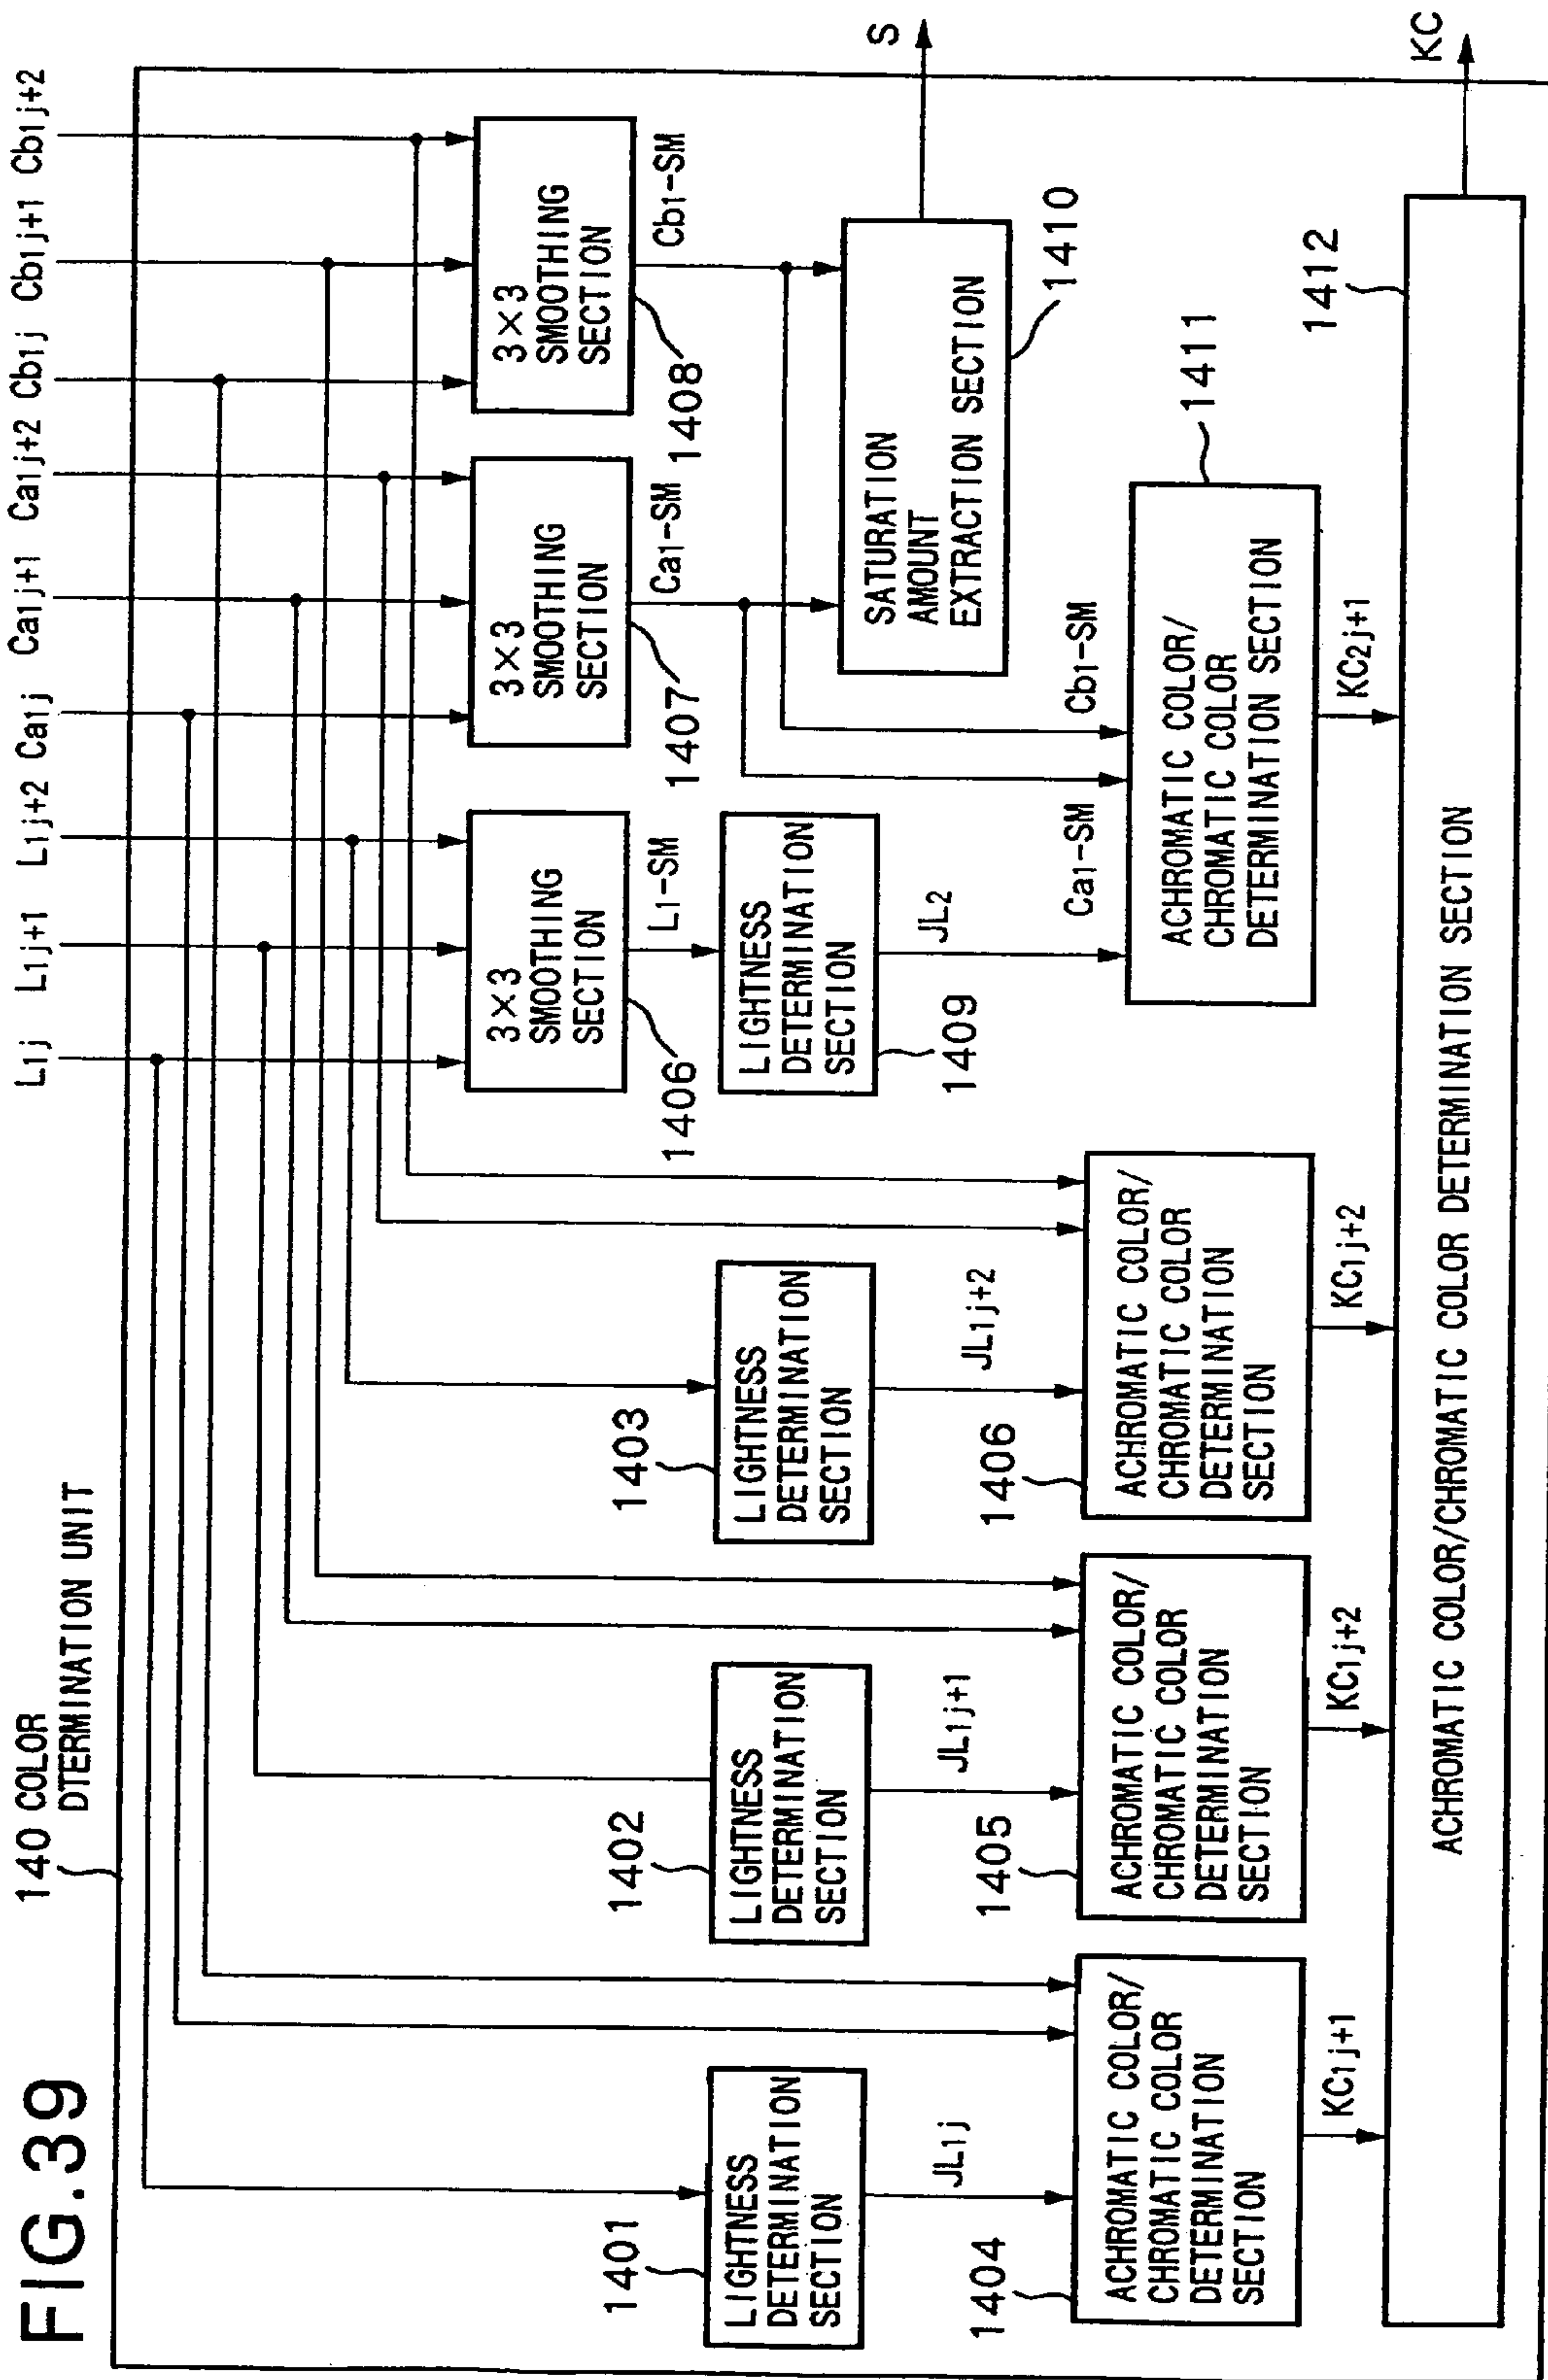 FIG.39
140 COLOR
DTERMINATION UNIT
L1j L1j+1 L1j+2 Ca1j Ca1j+1 Ca1j+2 Cb1j Cb1j+1 Cb1j+2
3×3
SMOOTHING
SECTION
1406
3×3
SMOOTHING
SECTION
1407
3×3
SMOOTHING
SECTION
1408
L1-SM
Ca1-SM
Cb1-SM
S
1401
LIGHTNESS
DETERMINATION
SECTION
1402
LIGHTNESS
DETERMINATION
SECTION
1403
LIGHTNESS
DETERMINATION
SECTION
LIGHTNESS
DETERMINATION
SECTION
1409
SATURATION
AMOUNT
EXTRACTION SECTION
1410
JL1j
JL1j+1
JL1j+2
JL2
Ca1-SM
Cb1-SM
1404
ACHROMATIC COLOR/
CHROMATIC COLOR
DETERMINATION
SECTION
1405
ACHROMATIC COLOR/
CHROMATIC COLOR
DETERMINATION
SECTION
1406
ACHROMATIC COLOR/
CHROMATIC COLOR
DETERMINATION
SECTION
ACHROMATIC COLOR/
CHROMATIC COLOR
DETERMINATION SECTION
1411
KC1j+1
KC1j+2
KC1j+2
KC2j+1
1412
ACHROMATIC COLOR/CHROMATIC COLOR DETERMINATION SECTION
KC